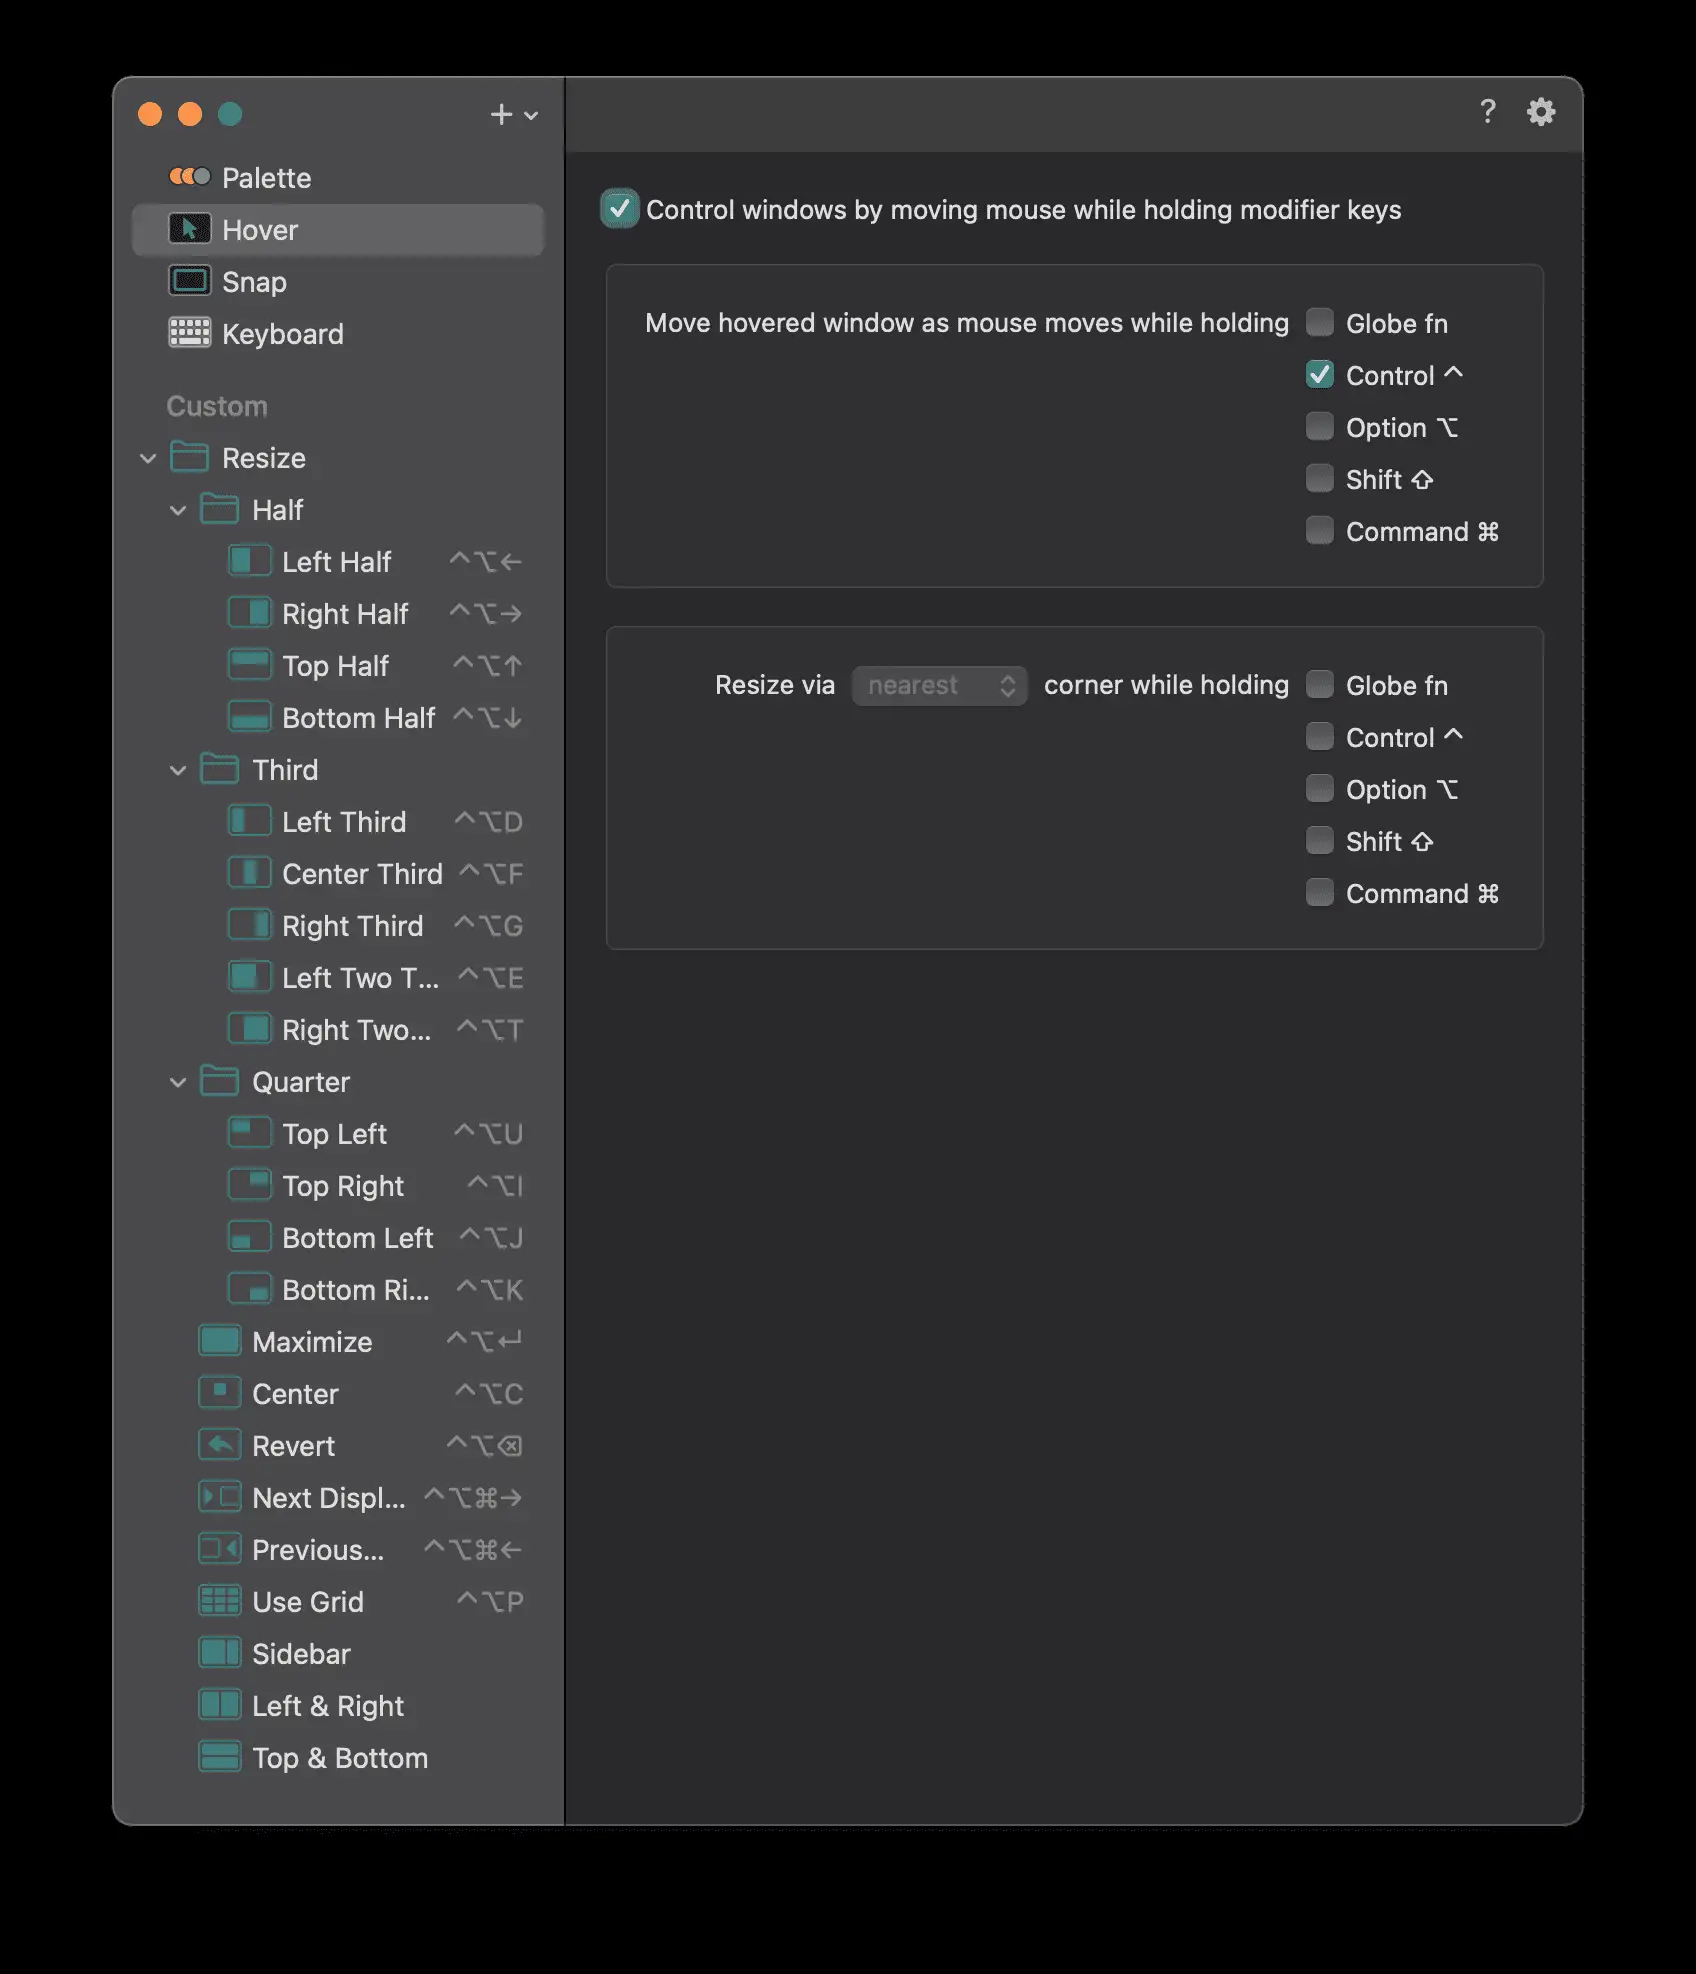 ?
Palette
Hover
Snap
Keyboard
Custom
Resize
Half
Left Half ^⌥←
Right Half ^⌥→
Top Half ^⌥↑
Bottom Half ^⌥↓
Third
Left Third ^⌥D
Center Third ^⌥F
Right Third ^⌥G
Left Two T... ^⌥E
Right Two... ^⌥T
Quarter
Top Left ^⌥U
Top Right ^⌥I
Bottom Left ^⌥J
Bottom Ri... ^⌥K
Maximize ^⌥↩
Center ^⌥C
Revert ^⌥⌫
Next Displ... ^⌥⌘→
Previous... ^⌥⌘←
Use Grid ^⌥P
Sidebar
Left & Right
Top & Bottom
Control windows by moving mouse while holding modifier keys
Move hovered window as mouse moves while holding Globe fn
Control ^
Option ⌥
Shift ⇧
Command ⌘
Resize via nearest corner while holding Globe fn
Control ^
Option ⌥
Shift ⇧
Command ⌘